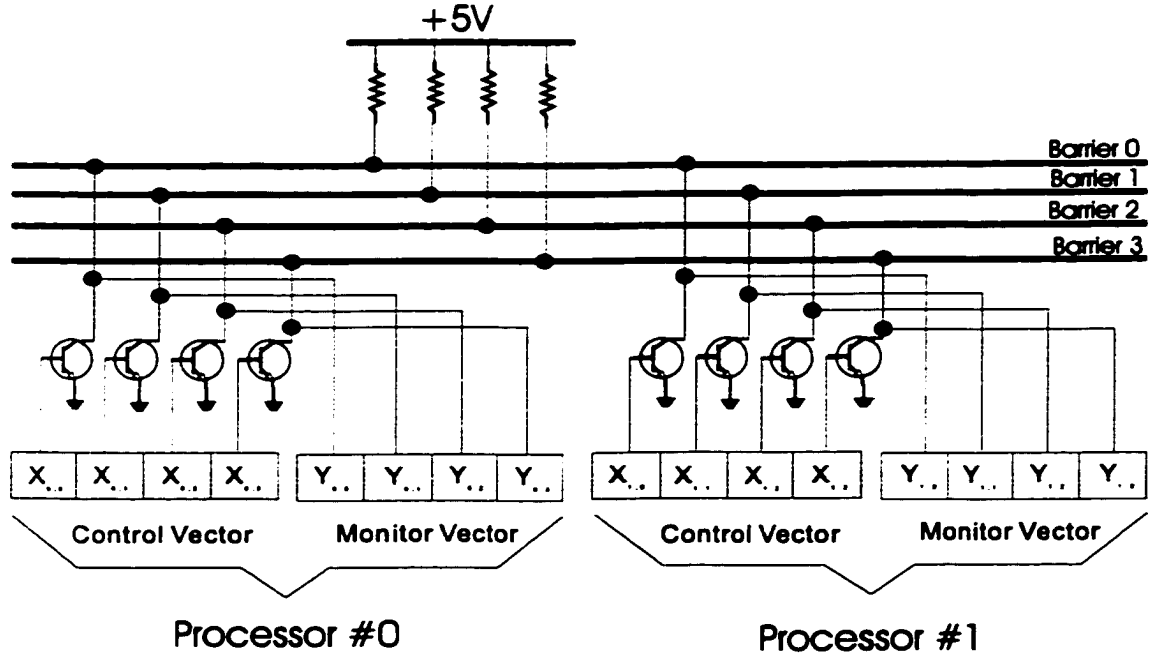 +5V
Barrier 0
Barrier 1
Barrier 2
Barrier 3
X X X X Y Y Y Y X X X X Y Y Y Y
Control Vector Monitor Vector Control Vector Monitor Vector
Processor #0 Processor #1